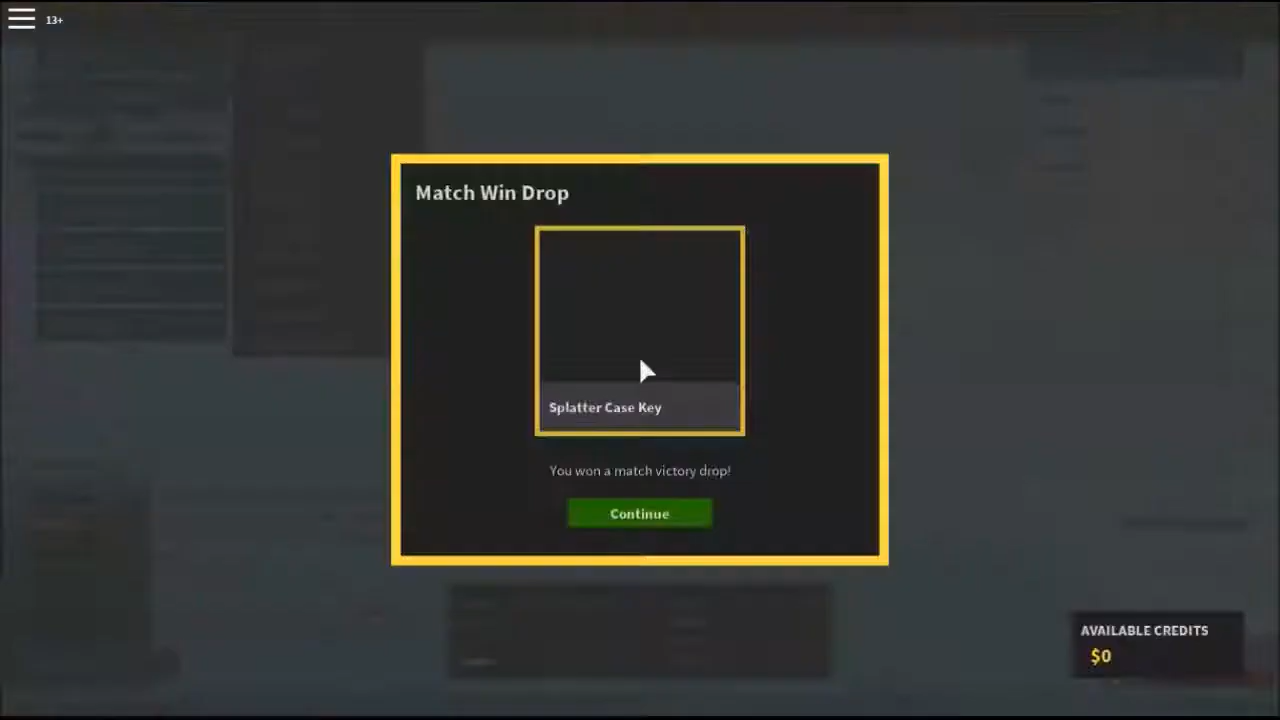 13+
Match Win Drop
Splatter Case Key
You won a match victory drop!
Continue
AVAILABLE CREDITS
$0